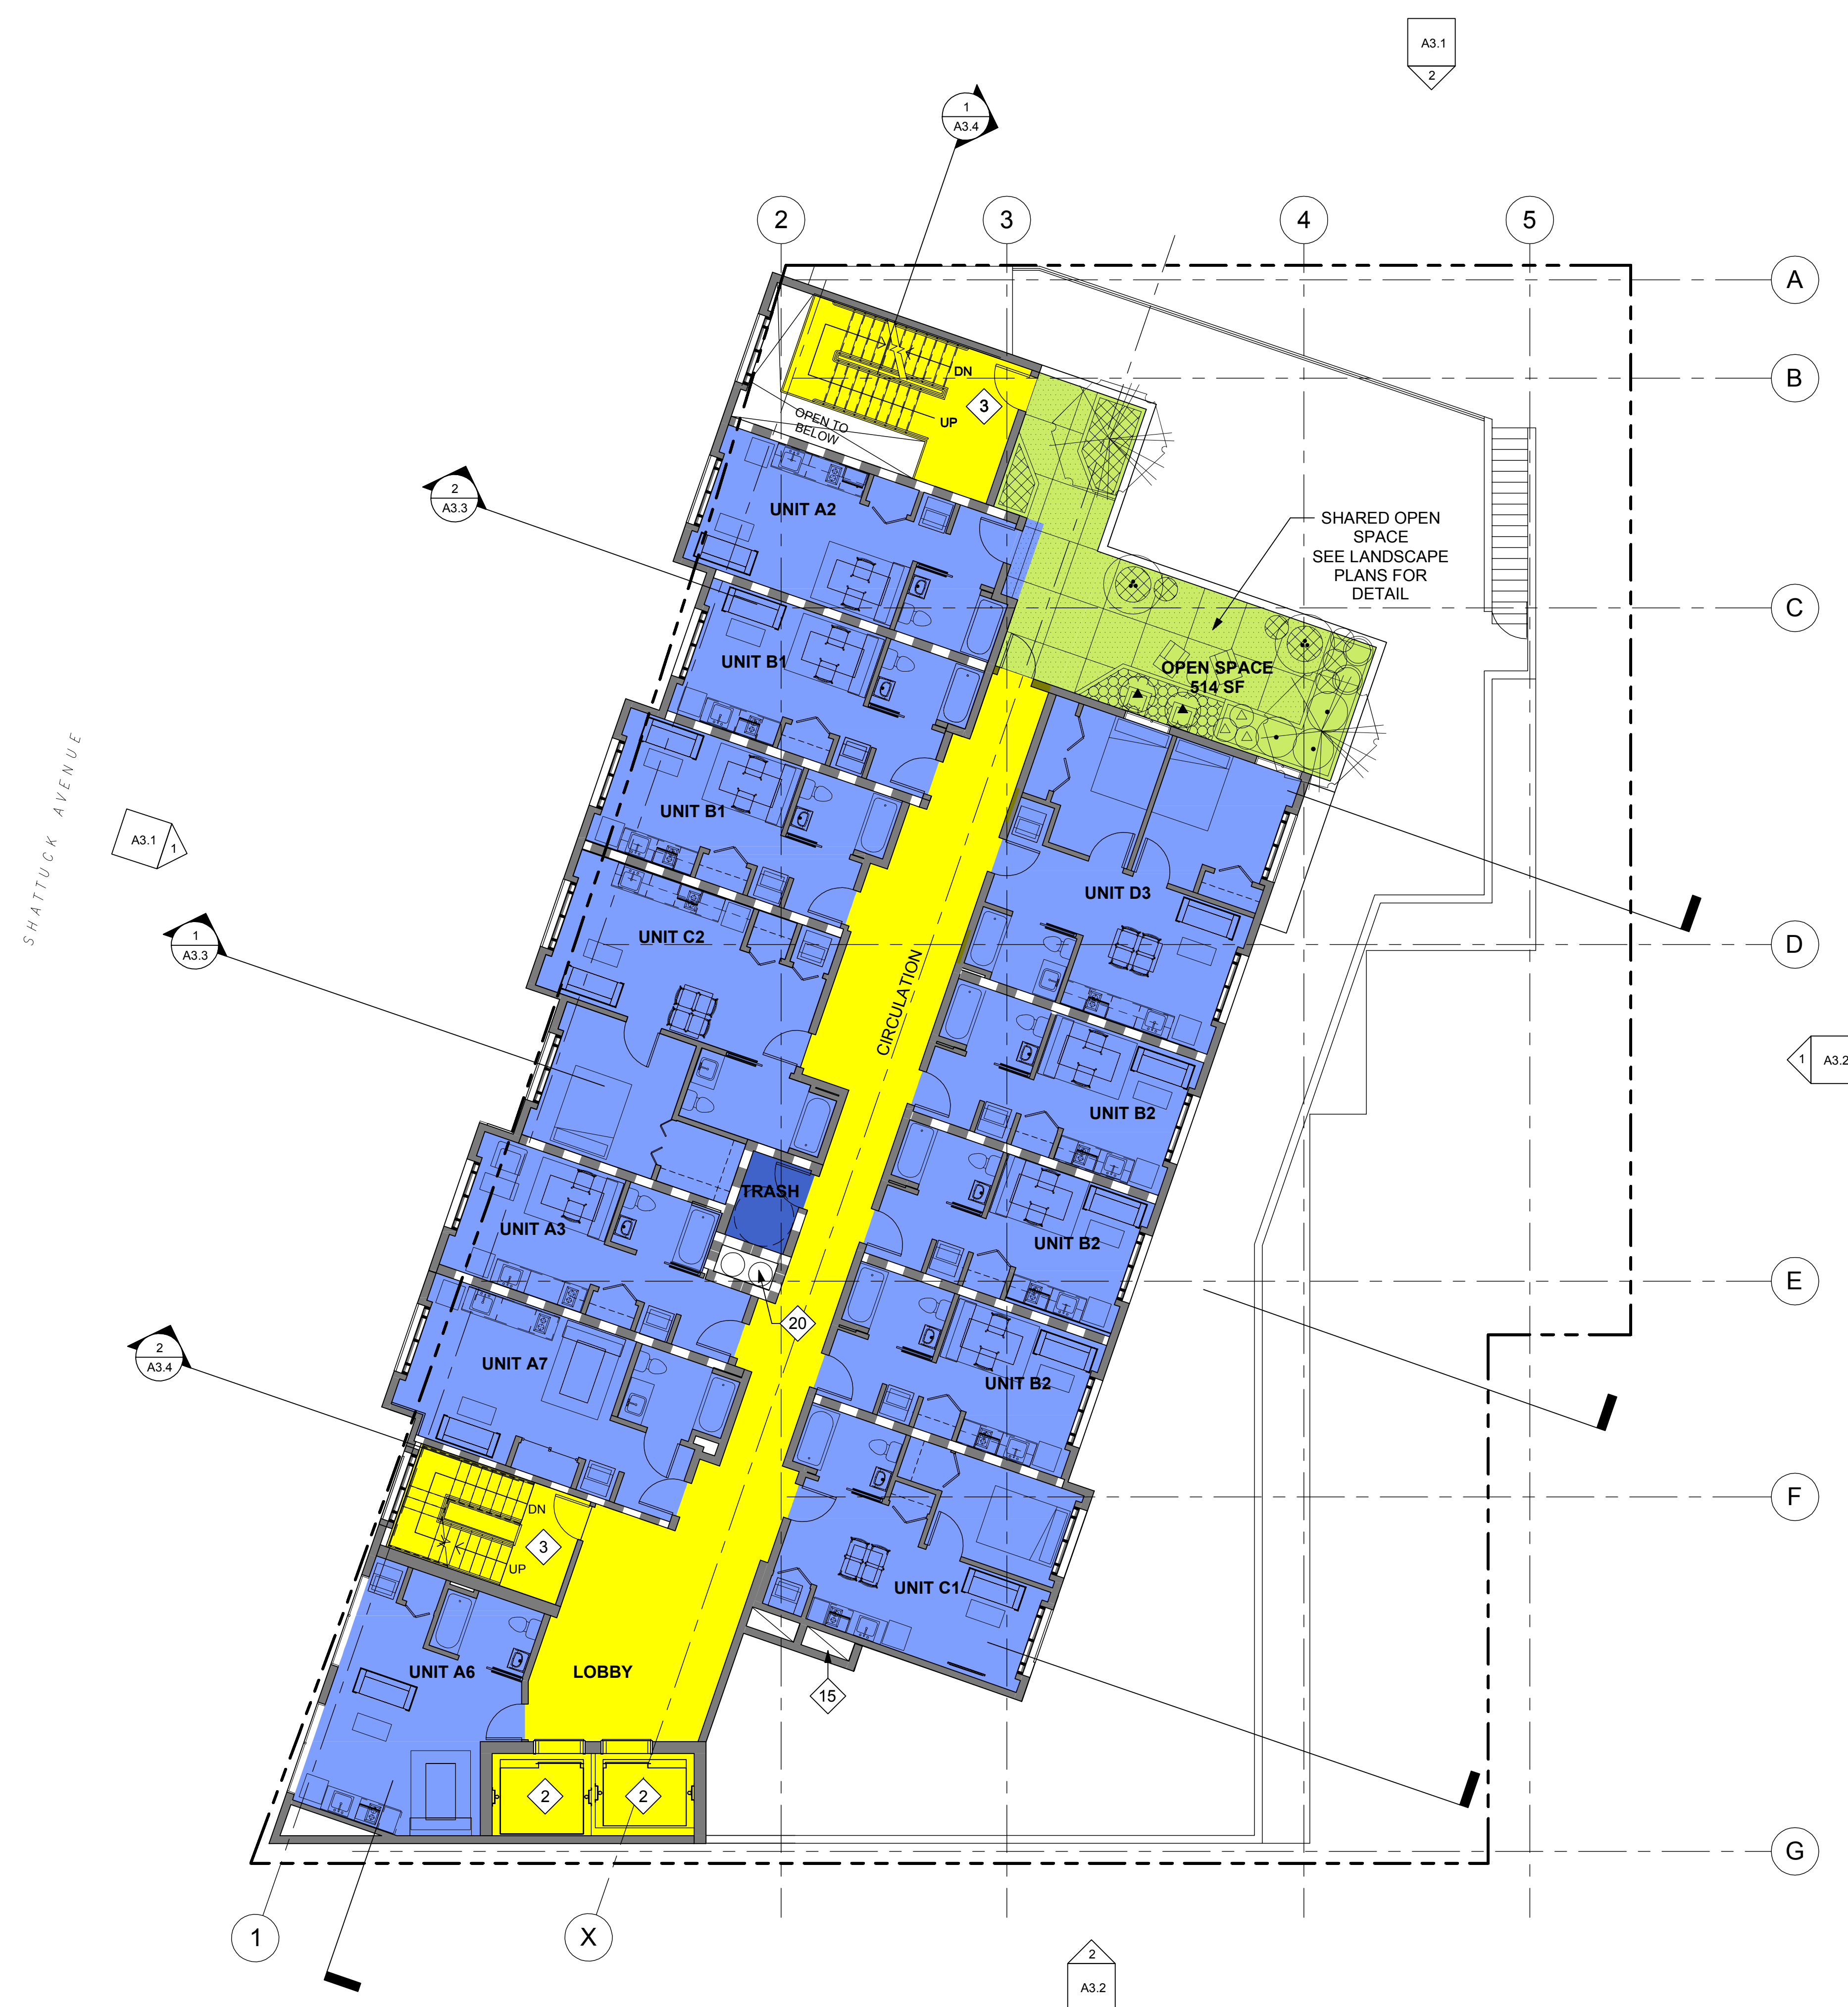 A3.1
2
1
A3.4
2
3
4
5
A
B
DN
3
UP
OPEN TO
BELOW
2
A3.3
UNIT A2
SHARED OPEN
SPACE
SEE LANDSCAPE
PLANS FOR
DETAIL
C
UNIT B1
OPEN SPACE
514 SF
SHATTUCK AVENUE
A3.1
1
UNIT B1
UNIT D3
1
A3.3
UNIT C2
D
CIRCULATION
1
A3.2
UNIT B2
TRASH
UNIT A3
UNIT B2
E
20
2
A3.4
UNIT A7
UNIT B2
F
DN
3
UP
UNIT C1
UNIT A6
LOBBY
15
2
2
G
1
X
2
A3.2